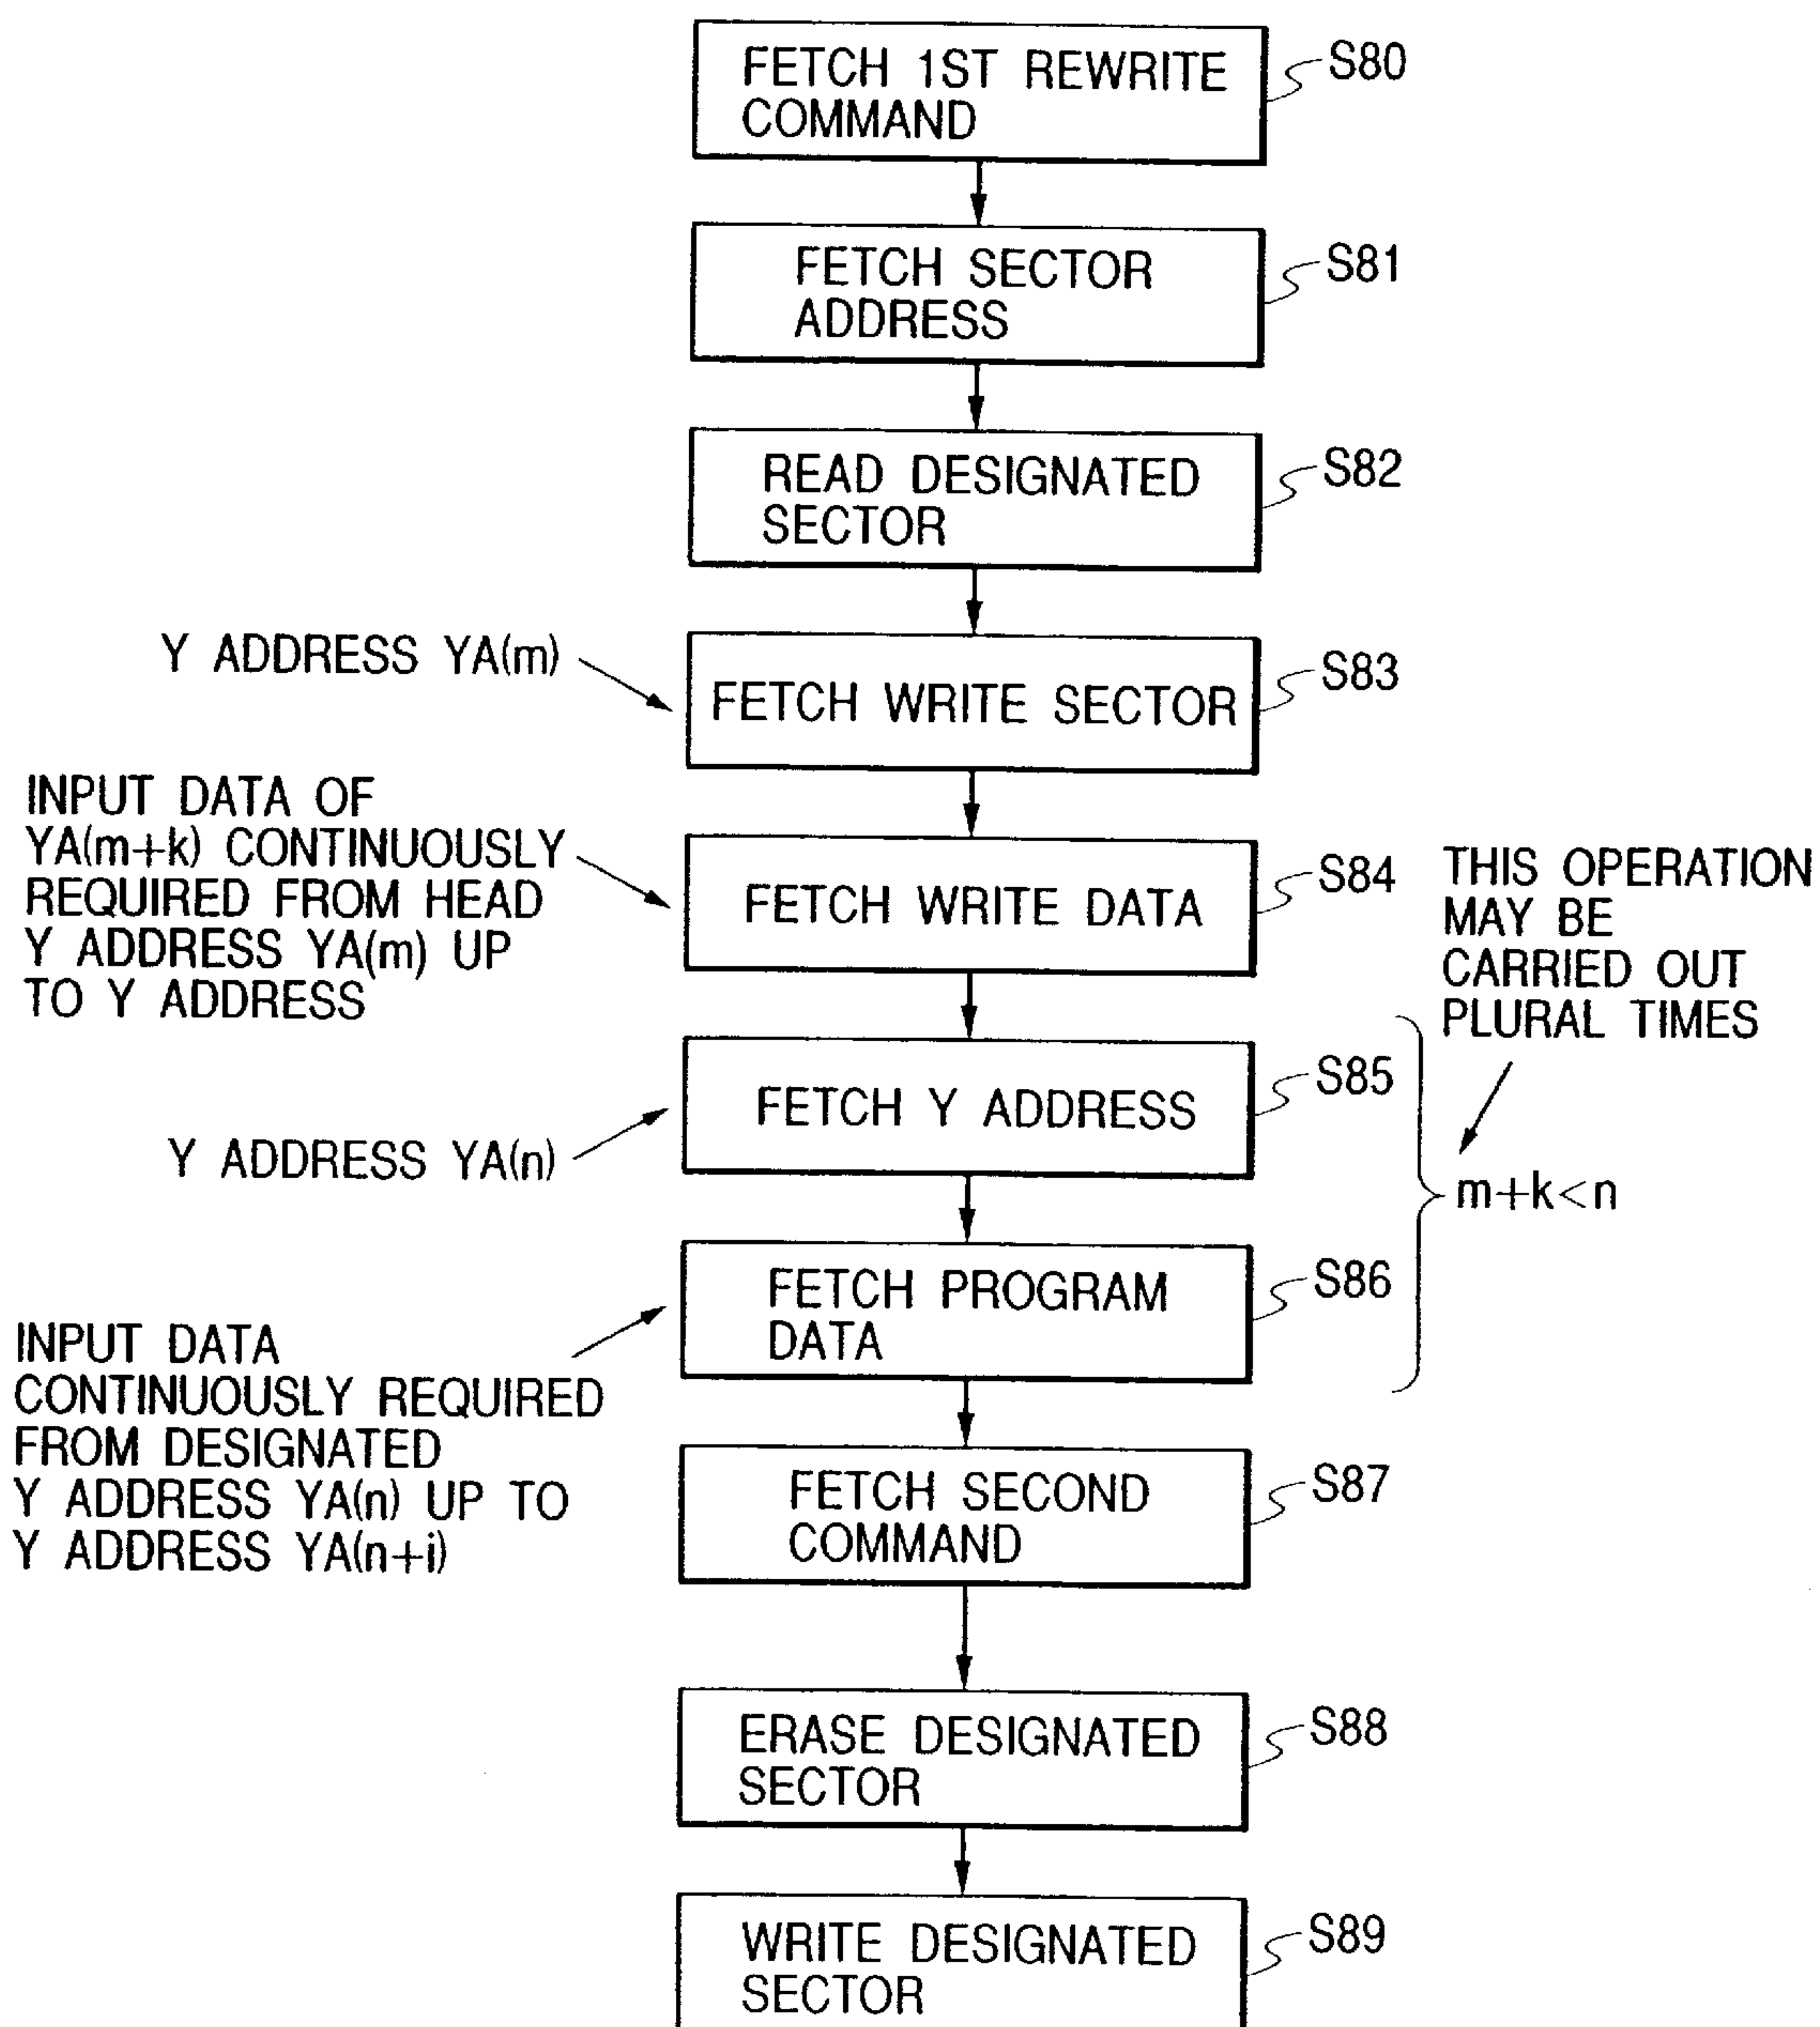 FETCH 1ST REWRITE
COMMAND
S80
FETCH SECTOR
ADDRESS
S81
READ DESIGNATED
SECTOR
S82
Y ADDRESS YA(m)
FETCH WRITE SECTOR
S83
INPUT DATA OF
YA(m+k) CONTINUOUSLY
REQUIRED FROM HEAD
Y ADDRESS YA(m) UP
TO Y ADDRESS
FETCH WRITE DATA
S84
THIS OPERATION
MAY BE
CARRIED OUT
PLURAL TIMES
m+k<n
Y ADDRESS YA(n)
FETCH Y ADDRESS
S85
FETCH PROGRAM
DATA
S86
INPUT DATA
CONTINUOUSLY REQUIRED
FROM DESIGNATED
Y ADDRESS YA(n) UP TO
Y ADDRESS YA(n+i)
FETCH SECOND
COMMAND
S87
ERASE DESIGNATED
SECTOR
S88
WRITE DESIGNATED
SECTOR
S89